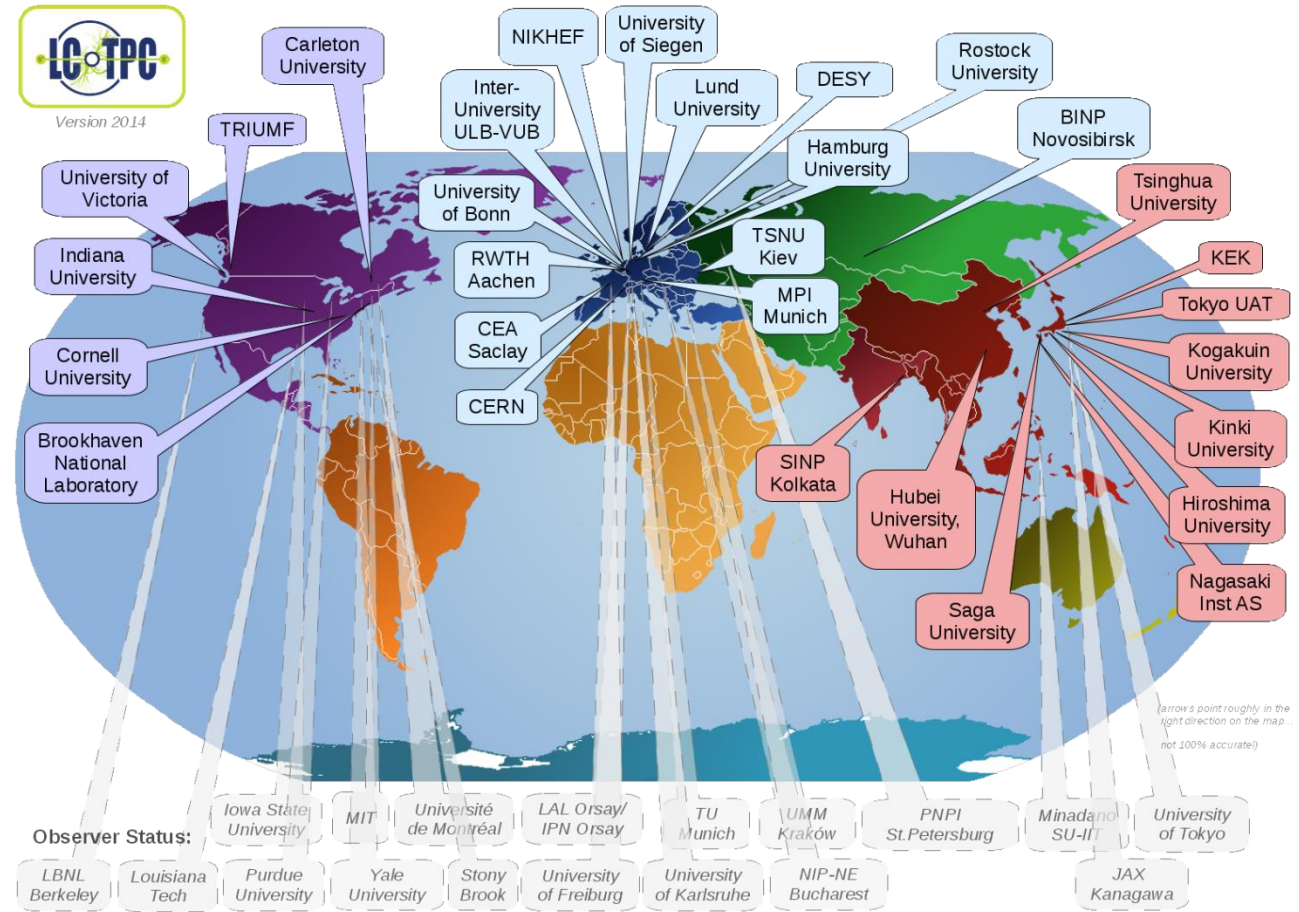 LC TPC
Version 2014
Carleton
University
TRIUMF
University of
Victoria
Indiana
University
Cornell
University
Brookhaven
National
Laboratory
NIKHEF
University
of Siegen
Inter-
University
ULB-VUB
Lund
University
DESY
Rostock
University
BINP
Novosibirsk
Hamburg
University
University
of Bonn
TSNU
Kiev
RWTH
Aachen
MPI
Munich
CEA
Saclay
CERN
Tsinghua
University
KEK
Tokyo UAT
Kogakuin
University
Kinki
University
SINP
Kolkata
Hubei
University,
Wuhan
Hiroshima
University
Nagasaki
Inst AS
Saga
University
(arrows point roughly in the
right direction on the map...
not 100% accurate!)
Observer Status:
Iowa State
University
MIT
Université
de Montréal
LAL Orsay/
IPN Orsay
TU
Munich
UMM
Kraków
PNPI
St.Petersburg
Minadano
SU-IIT
University
of Tokyo
LBNL
Berkeley
Louisiana
Tech
Purdue
University
Yale
University
Stony
Brook
University
of Freiburg
University
of Karlsruhe
NIP-NE
Bucharest
JAX
Kanagawa